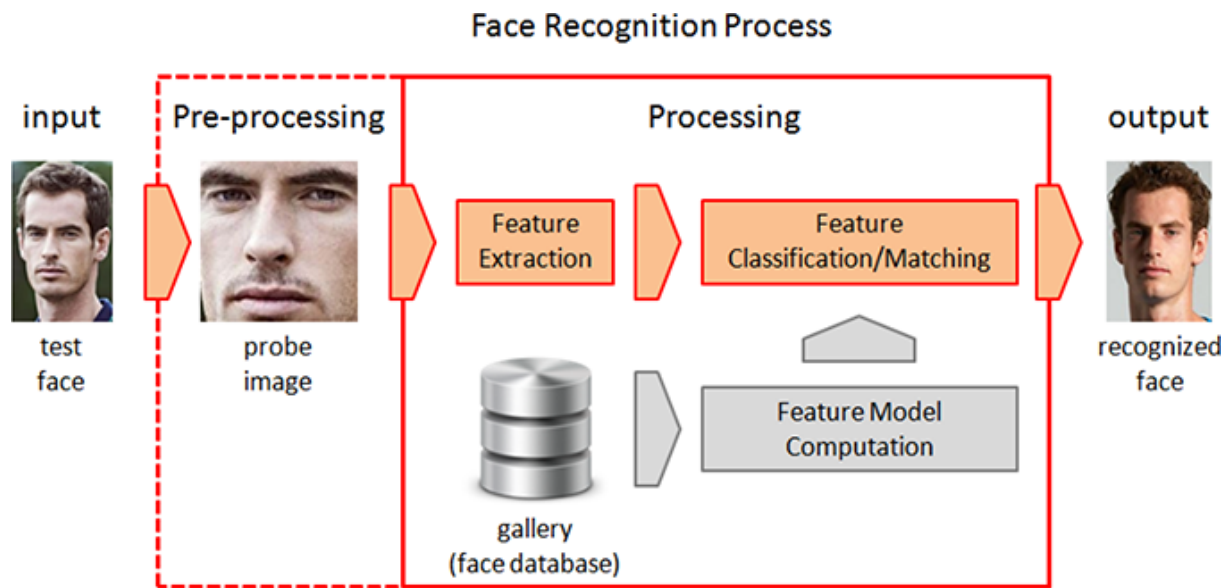 Face Recognition Process
input
Pre-processing
Processing
output
Feature
Extraction
Feature
Classification/Matching
test
face
probe
image
recognized
face
Feature Model
Computation
gallery
(face database)